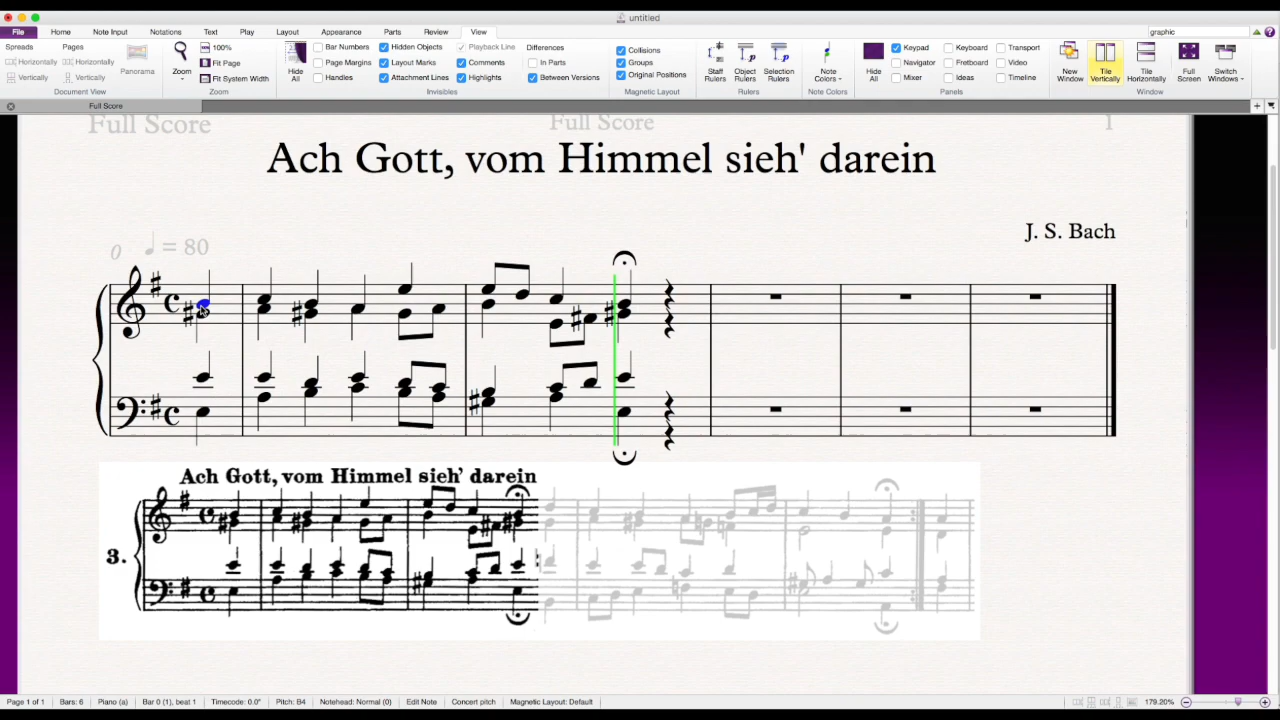 untitled
File Home Note Input Notations Text Play Layout Appearance Parts Review View graphic
Spreads Pages 100% Bar Numbers Hidden Objects Playback Line Differences Collisions Keypad Keyboard Transport
Horizontally Horizontally Fit Page Page Margins Layout Marks Comments In Parts Groups Navigator Fretboard Video
Vertically Vertically Panorama Zoom Fit System Width Hide All Handles Attachment Lines Highlights Between Versions Original Positions Staff Rulers Object Rulers Selection Rulers Note Colors Hide All Mixer Ideas Timeline New Window Tile Vertically Tile Horizontally Full Screen Switch Windows
Document View Zoom Invisibles Magnetic Layout Rulers Note Colors Panels Window
Full Score
Full Score Full Score 1
Ach Gott, vom Himmel sieh' darein
J. S. Bach
0 = 80
Ach Gott, vom Himmel sieh' darein
3.
Page 1 of 1 Bars: 6 Piano (a) Bar 0 (1), beat 1 Timecode: 0.0" Pitch: B4 Notehead: Normal (0) Edit Note Concert pitch Magnetic Layout: Default 179.20%